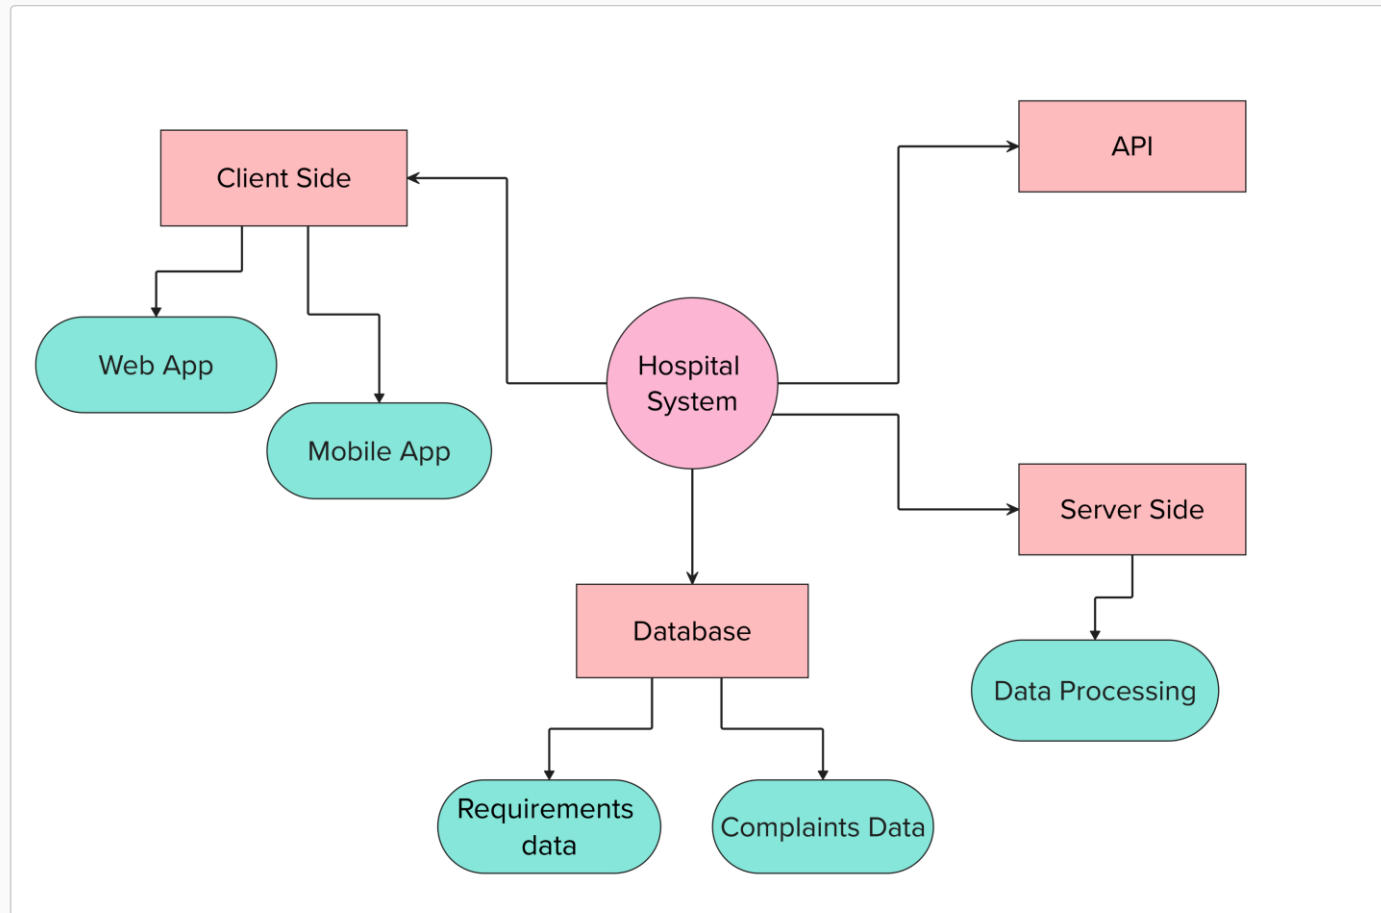 API
Client Side
Web App
Hospital
System
Mobile App
Server Side
Database
Data Processing
Requirements
data
Complaints Data